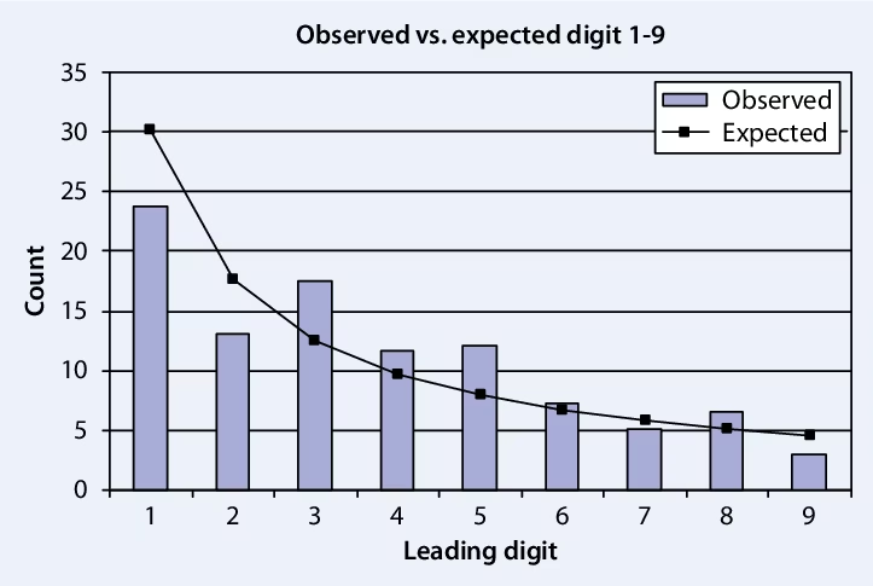 Observed vs. expected digit 1-9
35
Observed
30
Expected
25
20
Count
15
10
5
0
1 2 3 4 5 6 7 8 9
Leading digit